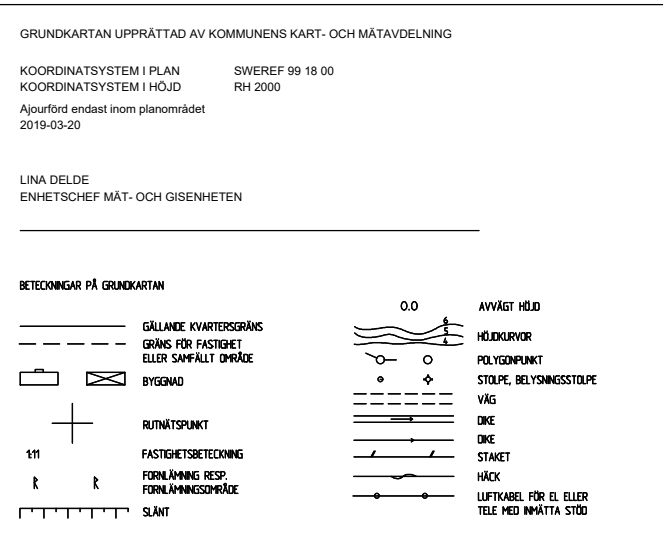 GRUNDKARTAN UPPRÄTTAD AV KOMMUNENS KART- OCH MÄTAVDELNING
KOORDINATSYSTEM I PLAN SWEREF 99 18 00
KOORDINATSYSTEM I HÖJD RH 2000
Ajourförd endast inom planområdet
2019-03-20
LINA DELDE
ENHETSCHEF MÄT- OCH GISENHETEN
BETECKNINGAR PÅ GRUNDKARTAN
GÄLLANDE KVARTERSGRÄNS
GRÄNS FÖR FASTIGHET
ELLER SAMFÄLLT OMRÅDE
BYGGNAD
RUTNÄTSPUNKT
1:11 FASTIGHETSBETECKNING
R R FORNLÄMNING RESP.
FORNLÄMNINGSOMRÅDE
SLÄNT
0.0 AVVÄGT HÖJD
6
5
4
HÖJDKURVOR
POLYGONPUNKT
STOLPE, BELYSNINGSSTOLPE
VÄG
DIKE
DIKE
STAKET
HÄCK
LUFTKABEL FÖR EL ELLER
TELE MED INMÄTTA STÖD